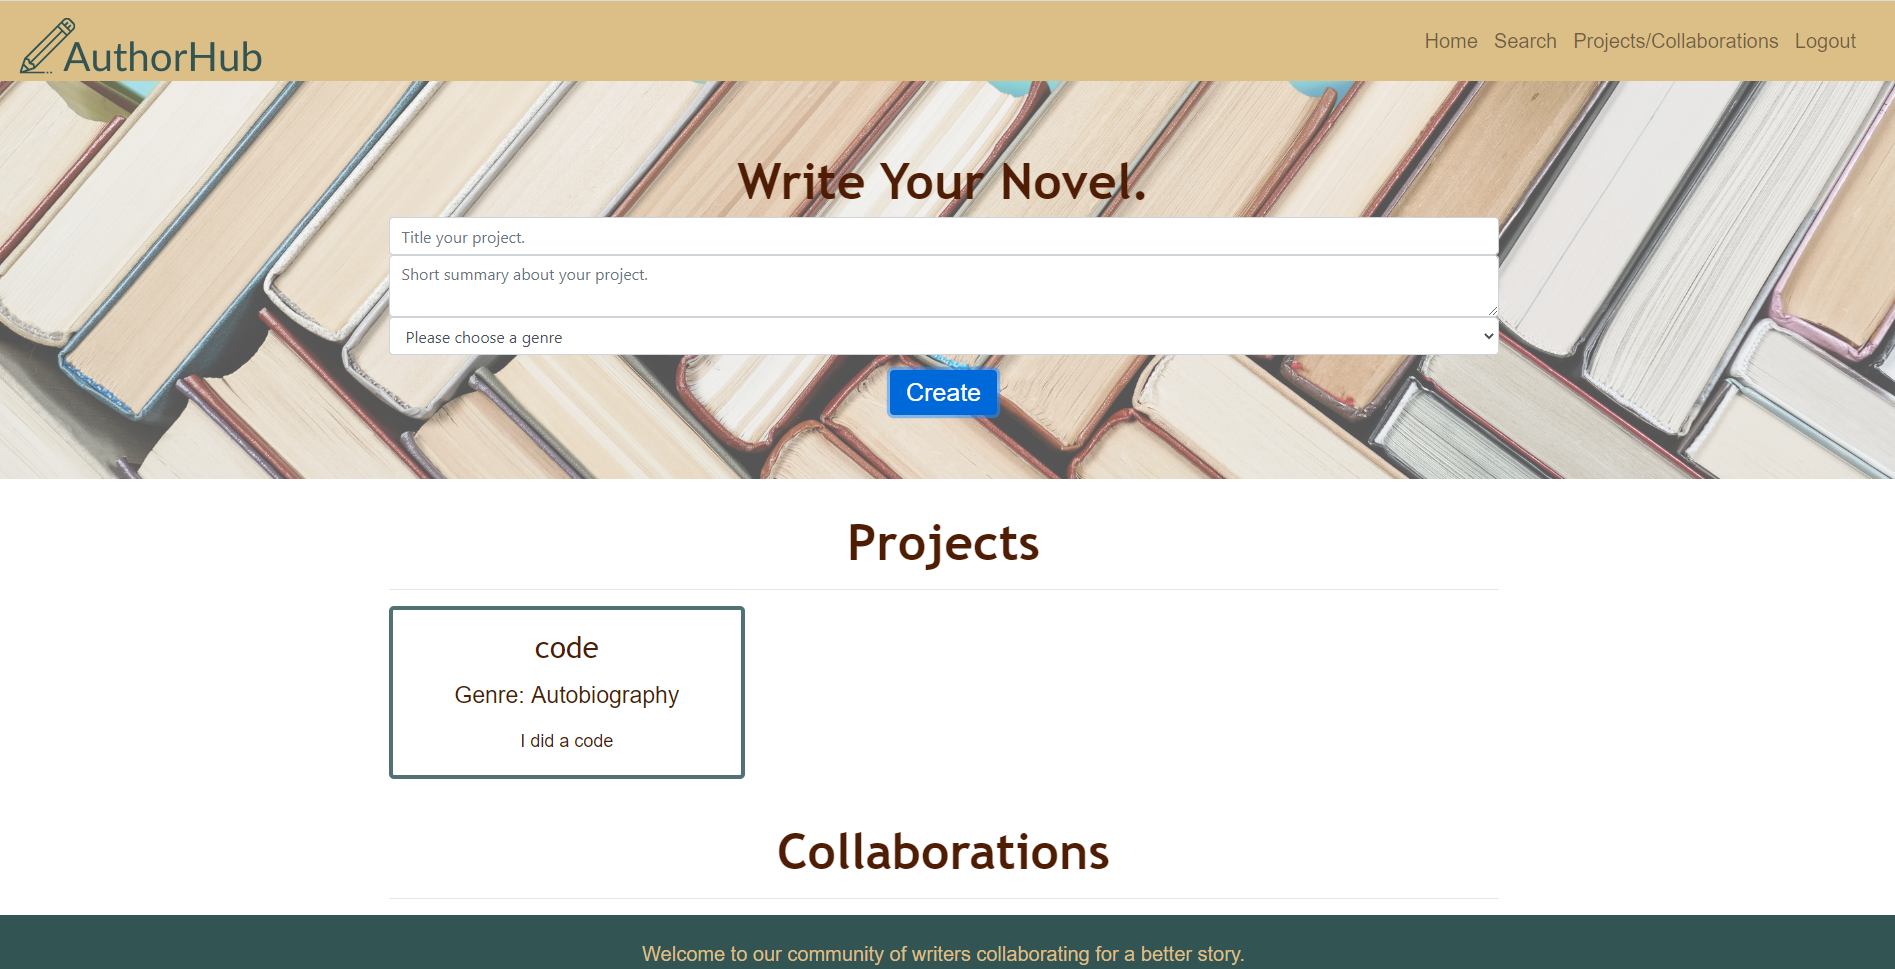 AuthorHub
Home Search Projects/Collaborations Logout
Write Your Novel.
Title your project.
Short summary about your project.
Please choose a genre
Create
Projects
code
Genre: Autobiography
I did a code
Collaborations
Welcome to our community of writers collaborating for a better story.